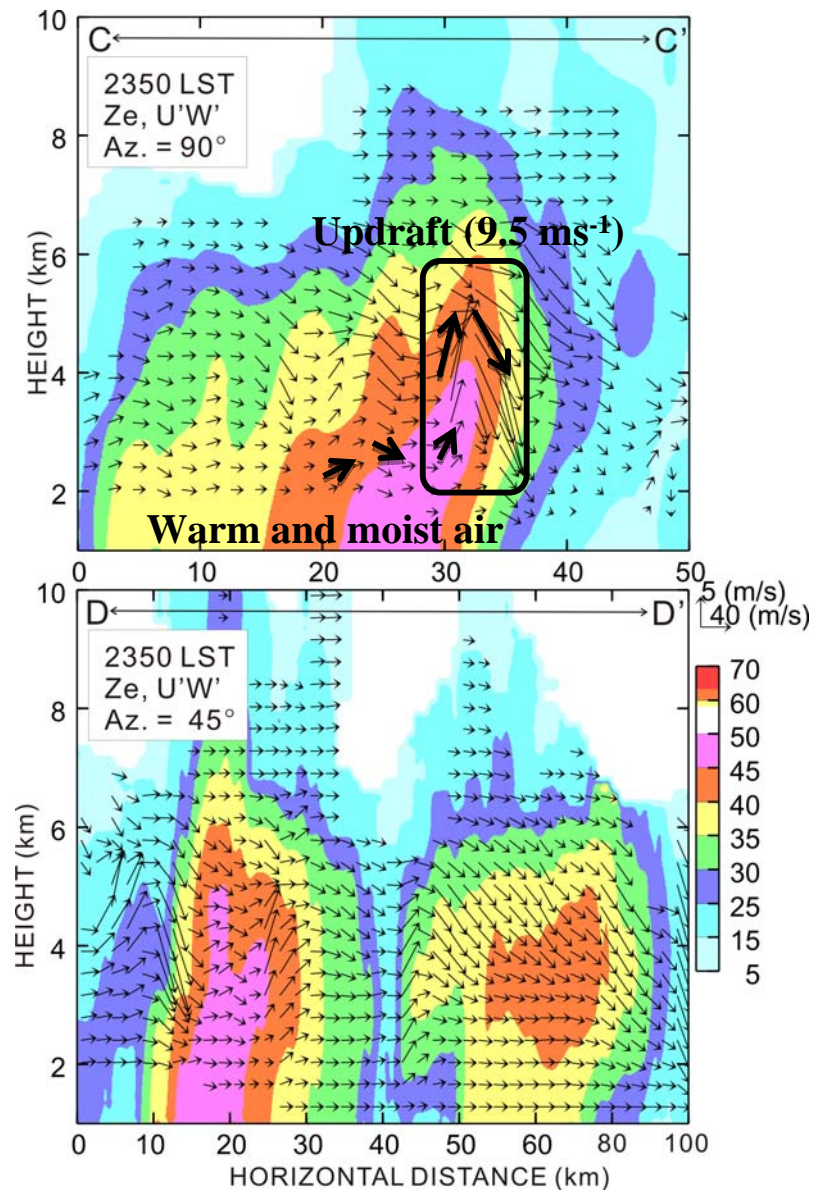 10
C
C'
2350 LST
Ze, U'W'
Az. = 90°
8
Updraft (9.5 ms⁻¹)
6
HEIGHT (km)
4
2
Warm and moist air
0
10
20
30
40
50
10
D
D'
5 (m/s)
40 (m/s)
2350 LST
Ze, U'W'
Az. = 45°
8
6
HEIGHT (km)
4
2
70
60
50
45
40
35
30
25
15
5
0
10
20
30
40
50
60
80
100
HORIZONTAL DISTANCE (km)